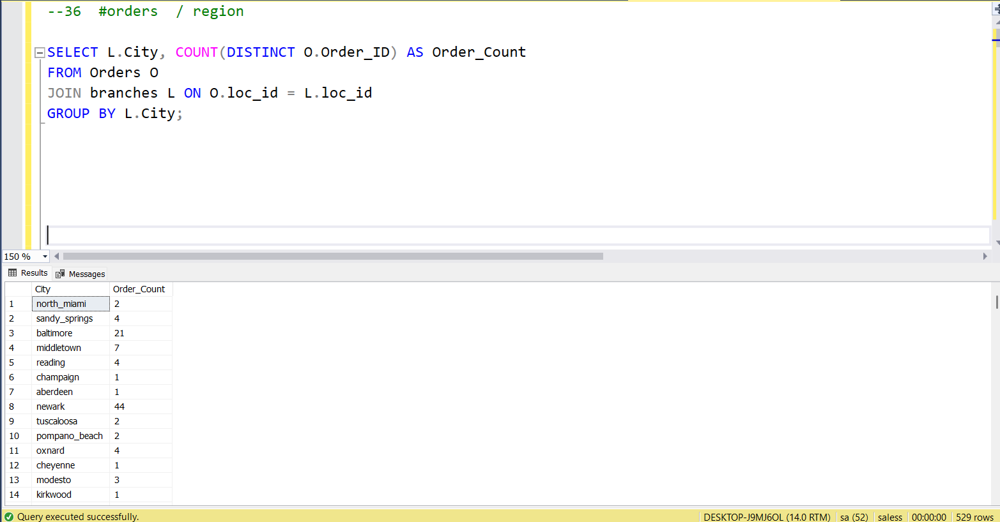 --36  #orders  / region
SELECT L.City, COUNT(DISTINCT O.Order_ID) AS Order_Count
FROM Orders O
JOIN branches L ON O.loc_id = L.loc_id
GROUP BY L.City;
150 %
Results Messages
City Order_Count
1 north_miami 2
2 sandy_springs 4
3 baltimore 21
4 middletown 7
5 reading 4
6 champaign 1
7 aberdeen 1
8 newark 44
9 tuscaloosa 2
10 pompano_beach 2
11 oxnard 4
12 cheyenne 1
13 modesto 3
14 kirkwood 1
Query executed successfully. DESKTOP-J9MJ6OL (14.0 RTM) sa (52) saless 00:00:00 529 rows